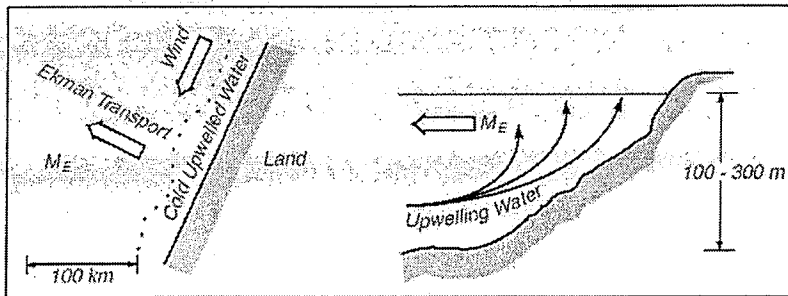 Wind
Ekman Transport
M_E
Cold Upwelled Water
Land
100 km
M_E
Upwelling Water
100 - 300 m